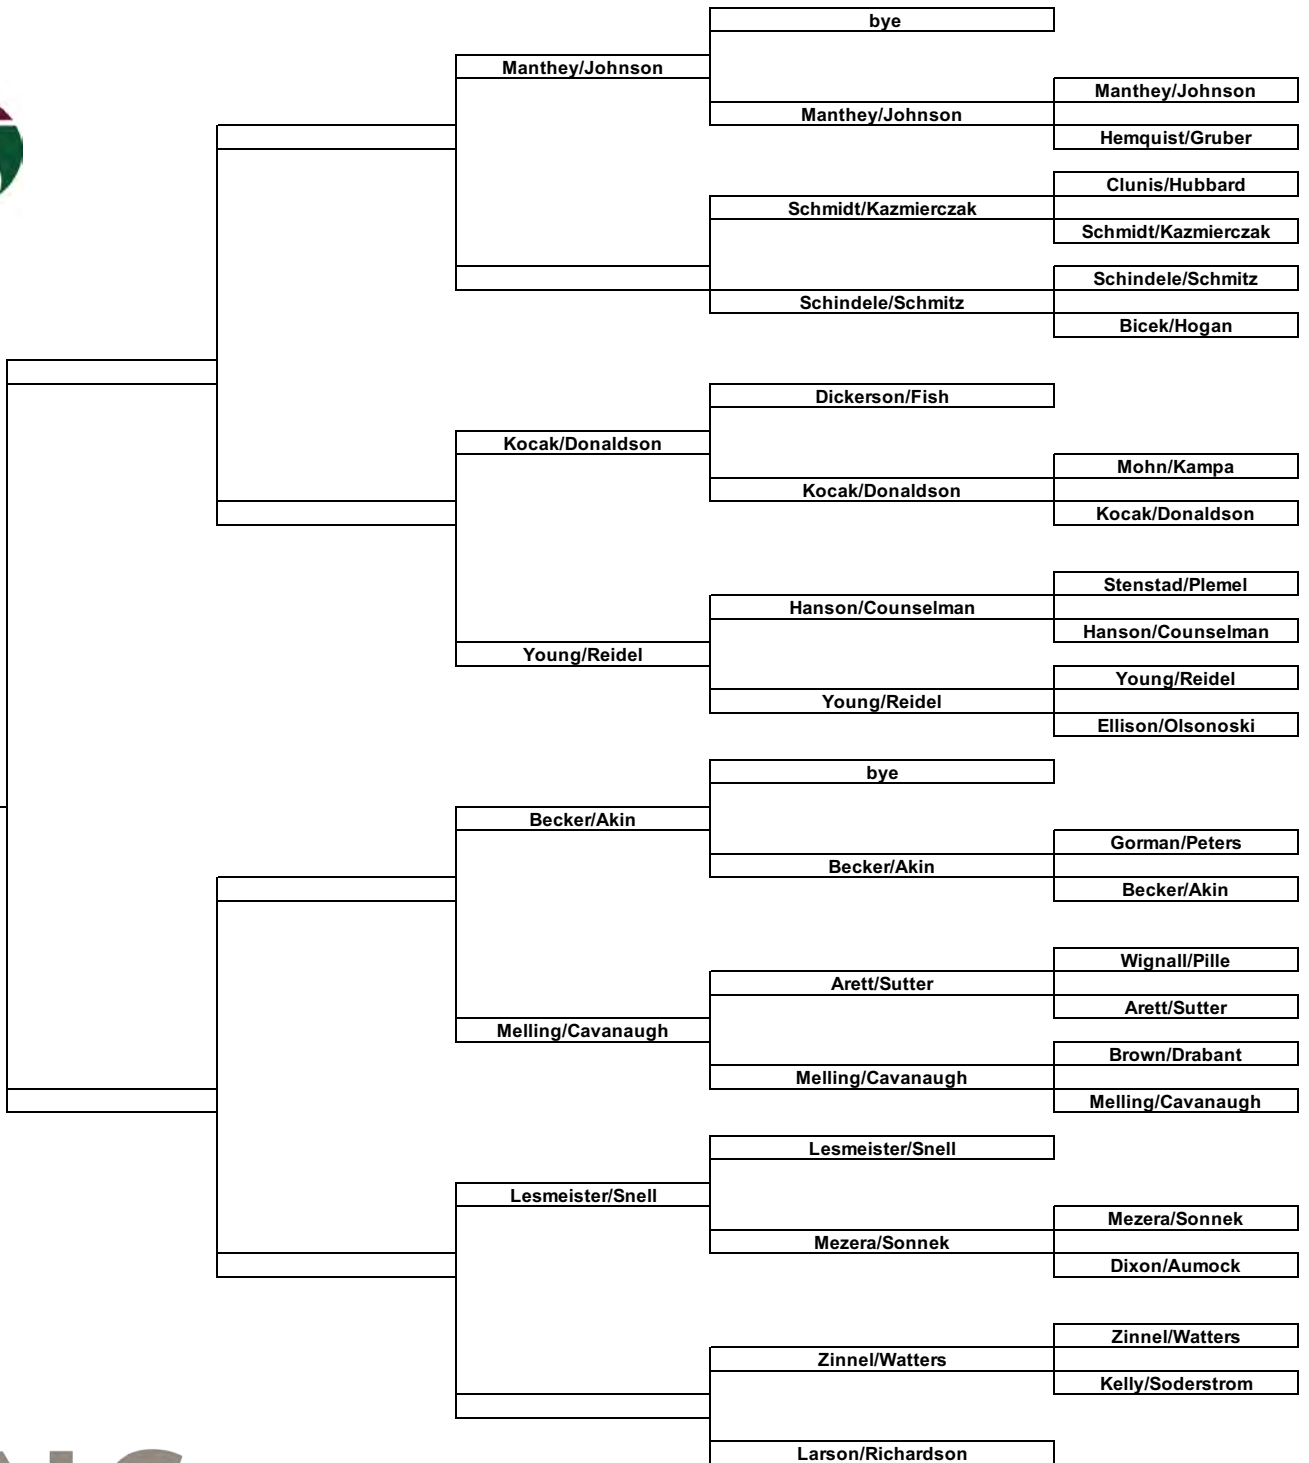 bye
Manthey/Johnson
Manthey/Johnson
Manthey/Johnson
Hemquist/Gruber
Clunis/Hubbard
Schmidt/Kazmierczak
Schmidt/Kazmierczak
Schindele/Schmitz
Schindele/Schmitz
Bicek/Hogan
Dickerson/Fish
Kocak/Donaldson
Mohn/Kampa
Kocak/Donaldson
Kocak/Donaldson
Stenstad/Plemel
Hanson/Counselman
Hanson/Counselman
Young/Reidel
Young/Reidel
Young/Reidel
Ellison/Olsonoski
bye
Becker/Akin
Gorman/Peters
Becker/Akin
Becker/Akin
Wignall/Pille
Arett/Sutter
Arett/Sutter
Melling/Cavanaugh
Brown/Drabant
Melling/Cavanaugh
Melling/Cavanaugh
Lesmeister/Snell
Lesmeister/Snell
Mezera/Sonnek
Mezera/Sonnek
Dixon/Aumock
Zinnel/Watters
Zinnel/Watters
Kelly/Soderstrom
Larson/Richardson